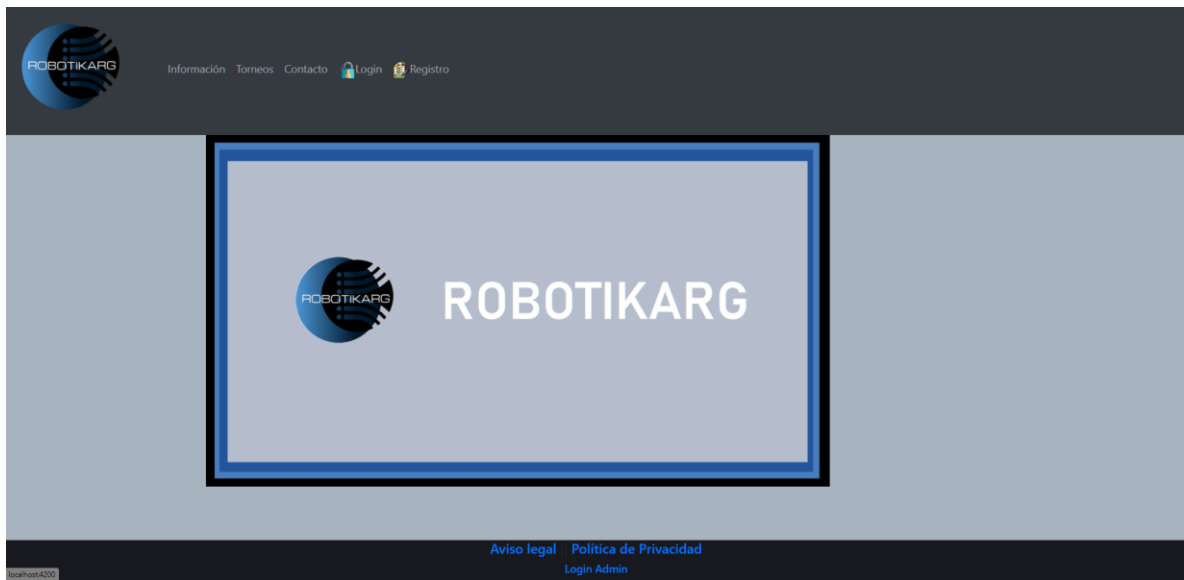 ROBOTIKARG
Información Torneos Contacto Login Registro
ROBOTIKARG
ROBOTIKARG
Aviso legal || Política de Privacidad
Login Admin
localhost:4200